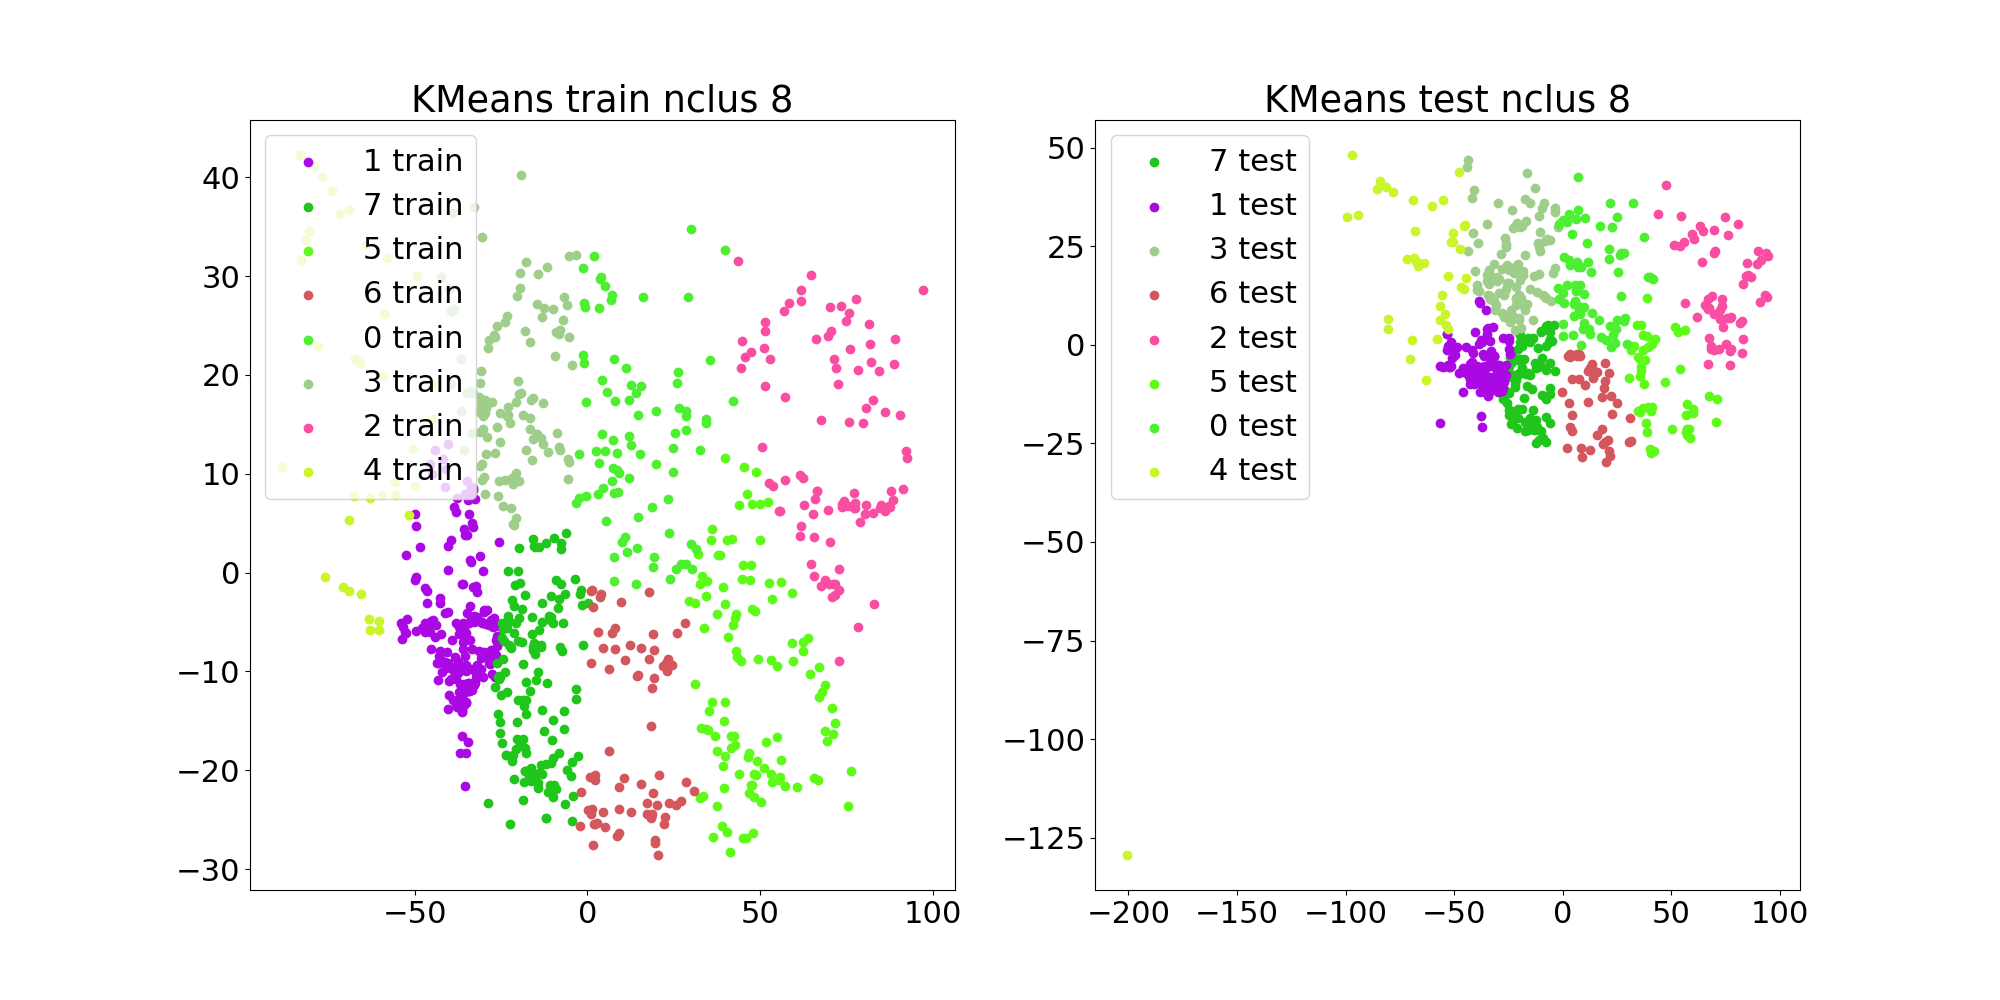 KMeans train nclus 8
1 train
7 train
5 train
6 train
0 train
3 train
2 train
4 train
40
30
20
10
0
−10
−20
−30
−50
0
50
100
KMeans test nclus 8
7 test
1 test
3 test
6 test
2 test
5 test
0 test
4 test
50
25
0
−25
−50
−75
−100
−125
−200
−150
−100
−50
0
50
100